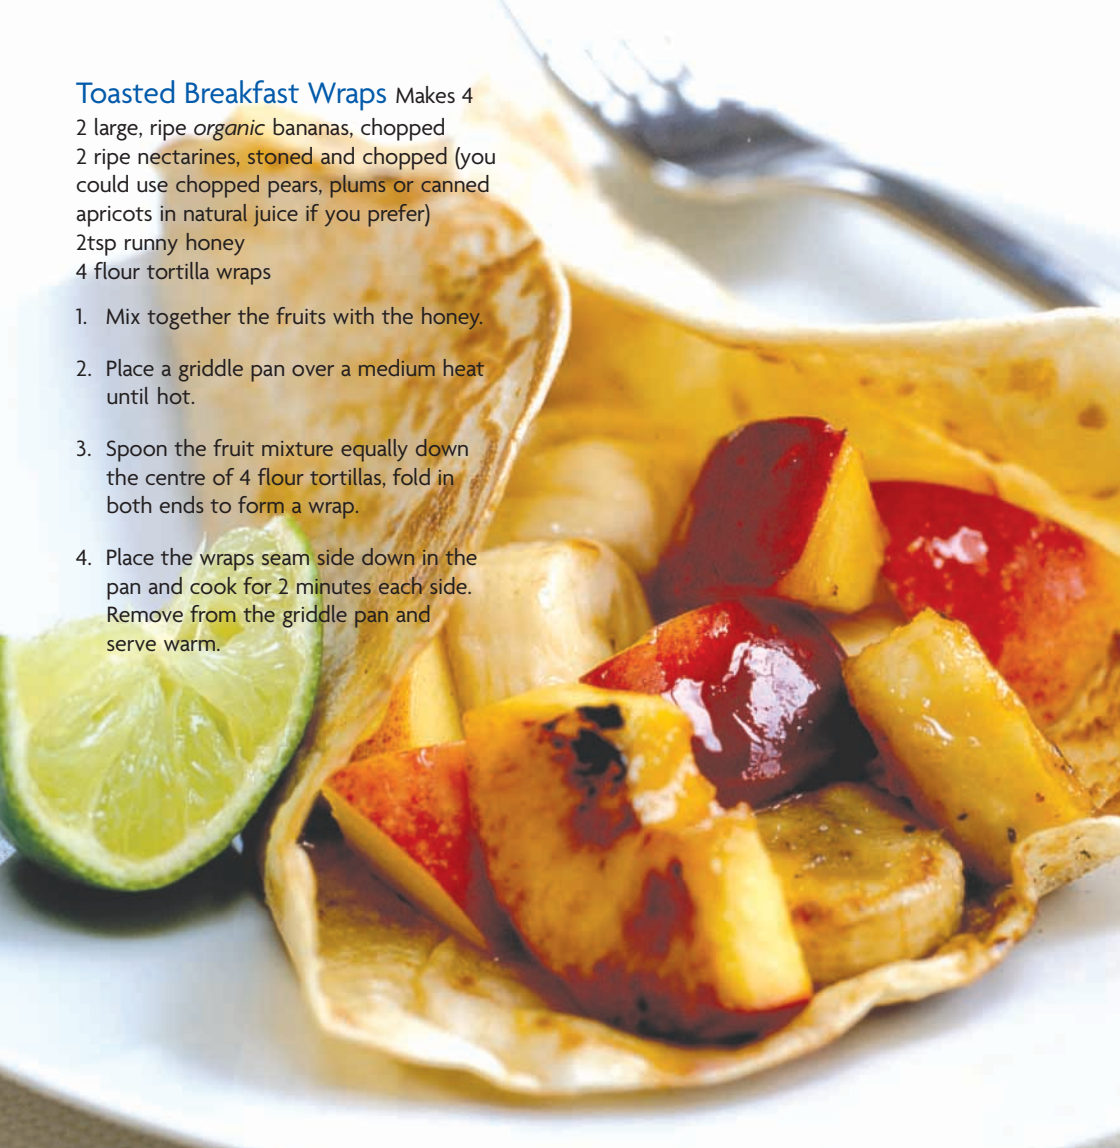 Toasted Breakfast Wraps Makes 4
2 large, ripe organic bananas, chopped
2 ripe nectarines, stoned and chopped (you
could use chopped pears, plums or canned
apricots in natural juice if you prefer)
2tsp runny honey
4 flour tortilla wraps
1. Mix together the fruits with the honey.
2. Place a griddle pan over a medium heat
until hot.
3. Spoon the fruit mixture equally down
the centre of 4 flour tortillas, fold in
both ends to form a wrap.
4. Place the wraps seam side down in the
pan and cook for 2 minutes each side.
Remove from the griddle pan and
serve warm.